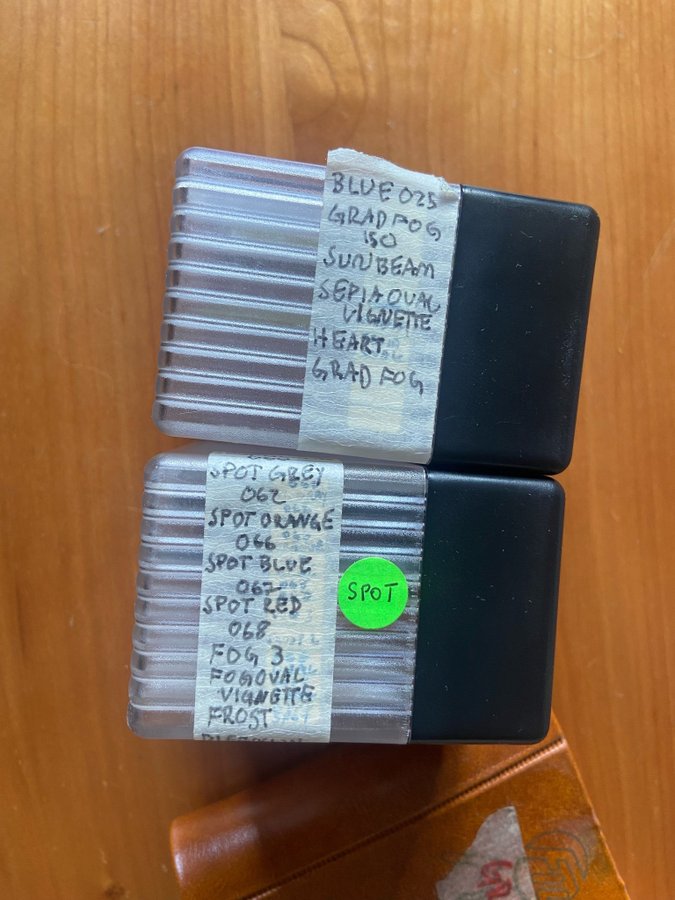 BLUE 025
GRAD FOG
150
SUNBEAM
SEPIA OVAL
VIGNETTE
HEART
GRAD FOG
SPOT GREY
062
SPOT ORANGE
066
SPOT BLUE
067
SPOT RED
068
FOG 3
FOG OVAL
VIGNETTE
FROST
SPOT